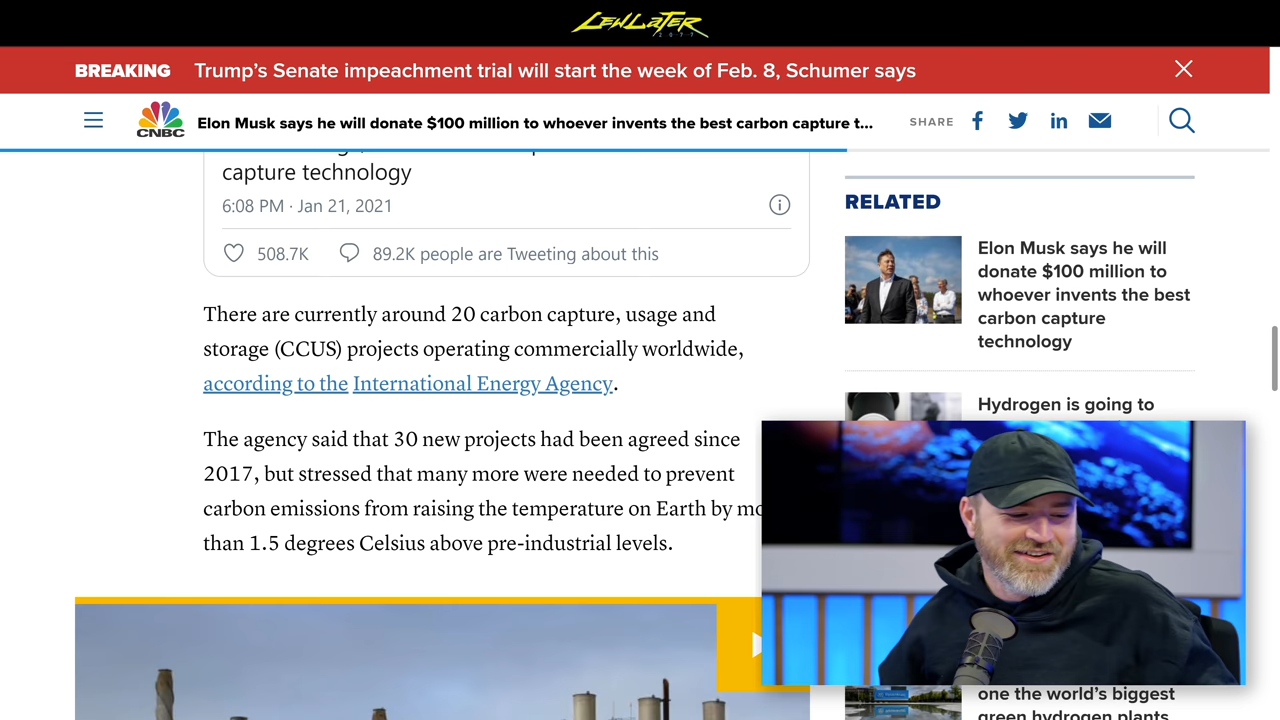 LEWLATER
2077
BREAKING Trump's Senate impeachment trial will start the week of Feb. 8, Schumer says
CNBC
Elon Musk says he will donate $100 million to whoever invents the best carbon capture t...
SHARE
capture technology
6:08 PM · Jan 21, 2021
508.7K 89.2K people are Tweeting about this
There are currently around 20 carbon capture, usage and
storage (CCUS) projects operating commercially worldwide,
according to the International Energy Agency.
The agency said that 30 new projects had been agreed since
2017, but stressed that many more were needed to prevent
carbon emissions from raising the temperature on Earth by
than 1.5 degrees Celsius above pre-industrial levels.
RELATED
Elon Musk says he will
donate $100 million to
whoever invents the best
carbon capture
technology
Hydrogen is going to
one the world's biggest
green hydrogen plants